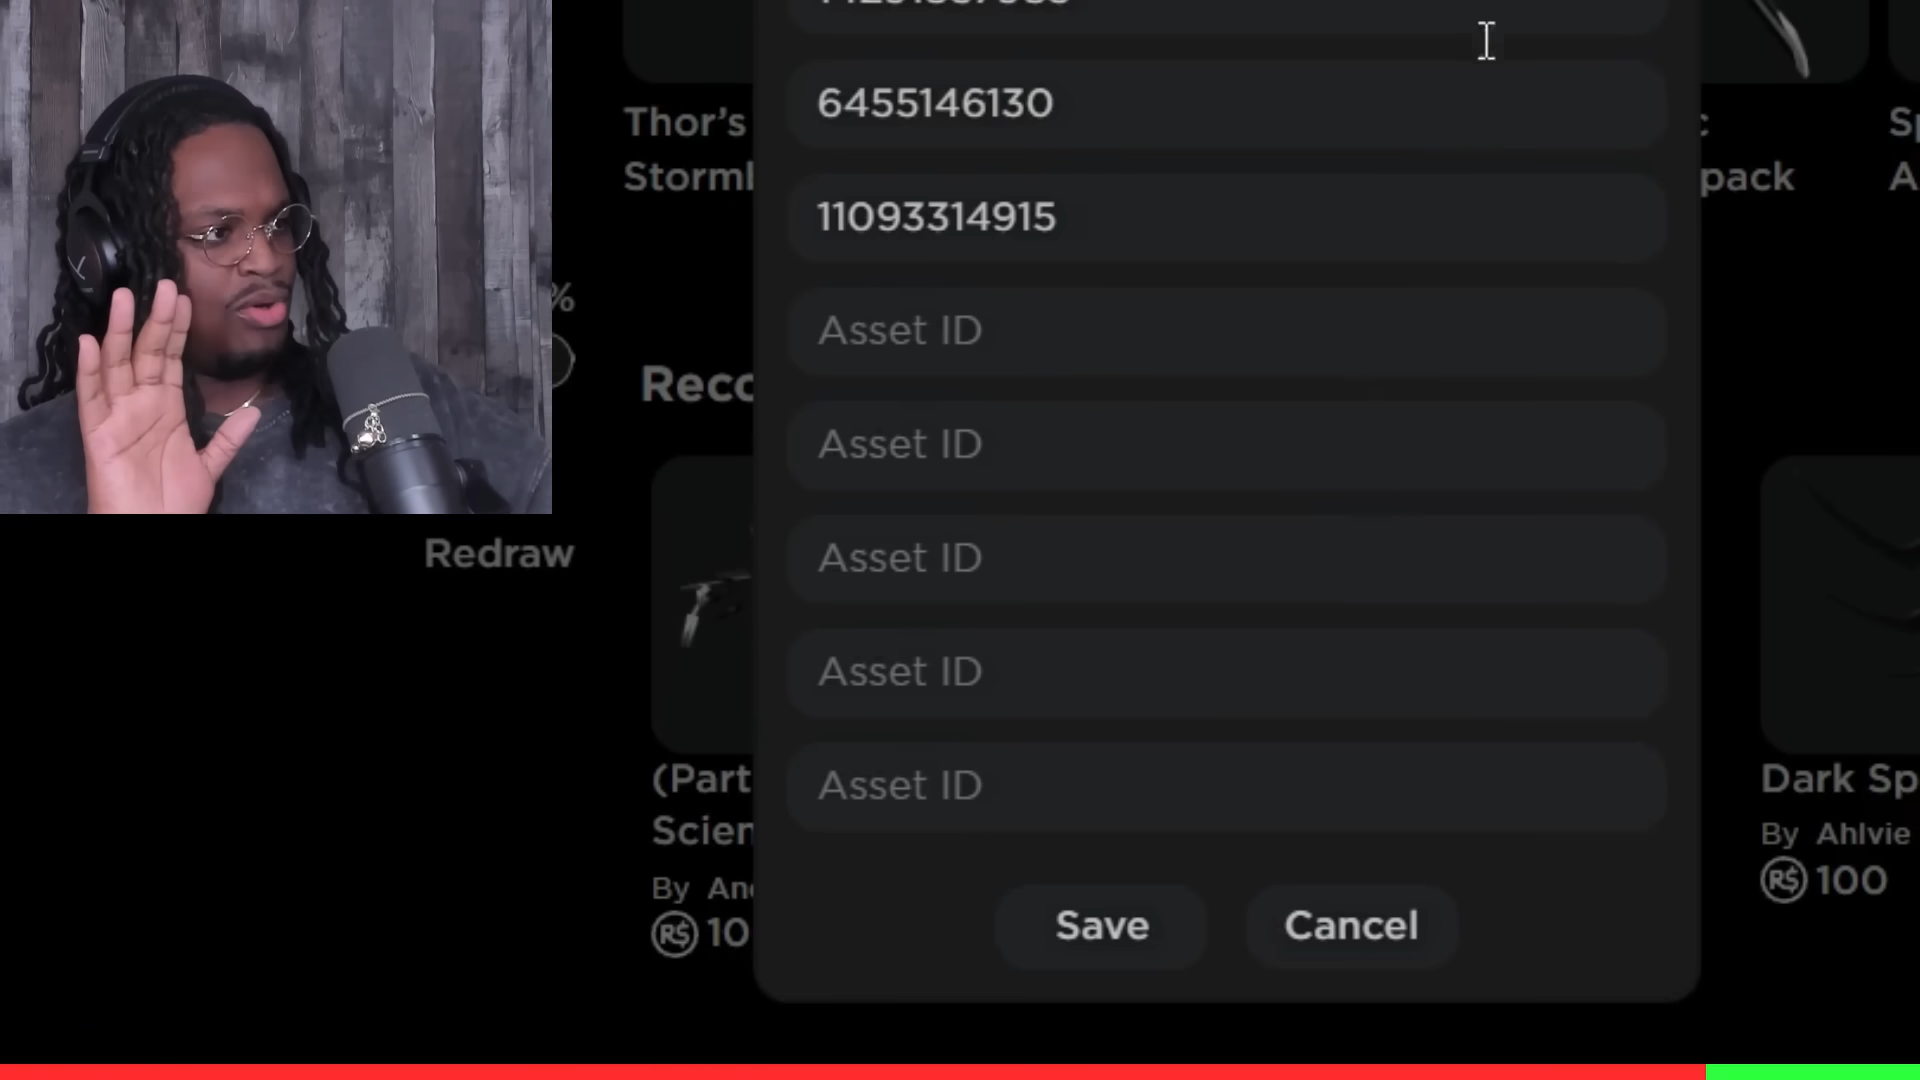 6455146130
Thor's
pack
11093314915
%
Asset ID
Reco
Asset ID
Redraw
Asset ID
Asset ID
(Part
Dark Sp
Asset ID
Scien
By Ahlvie
By An
R$ 100
R$ 10
Save
Cancel